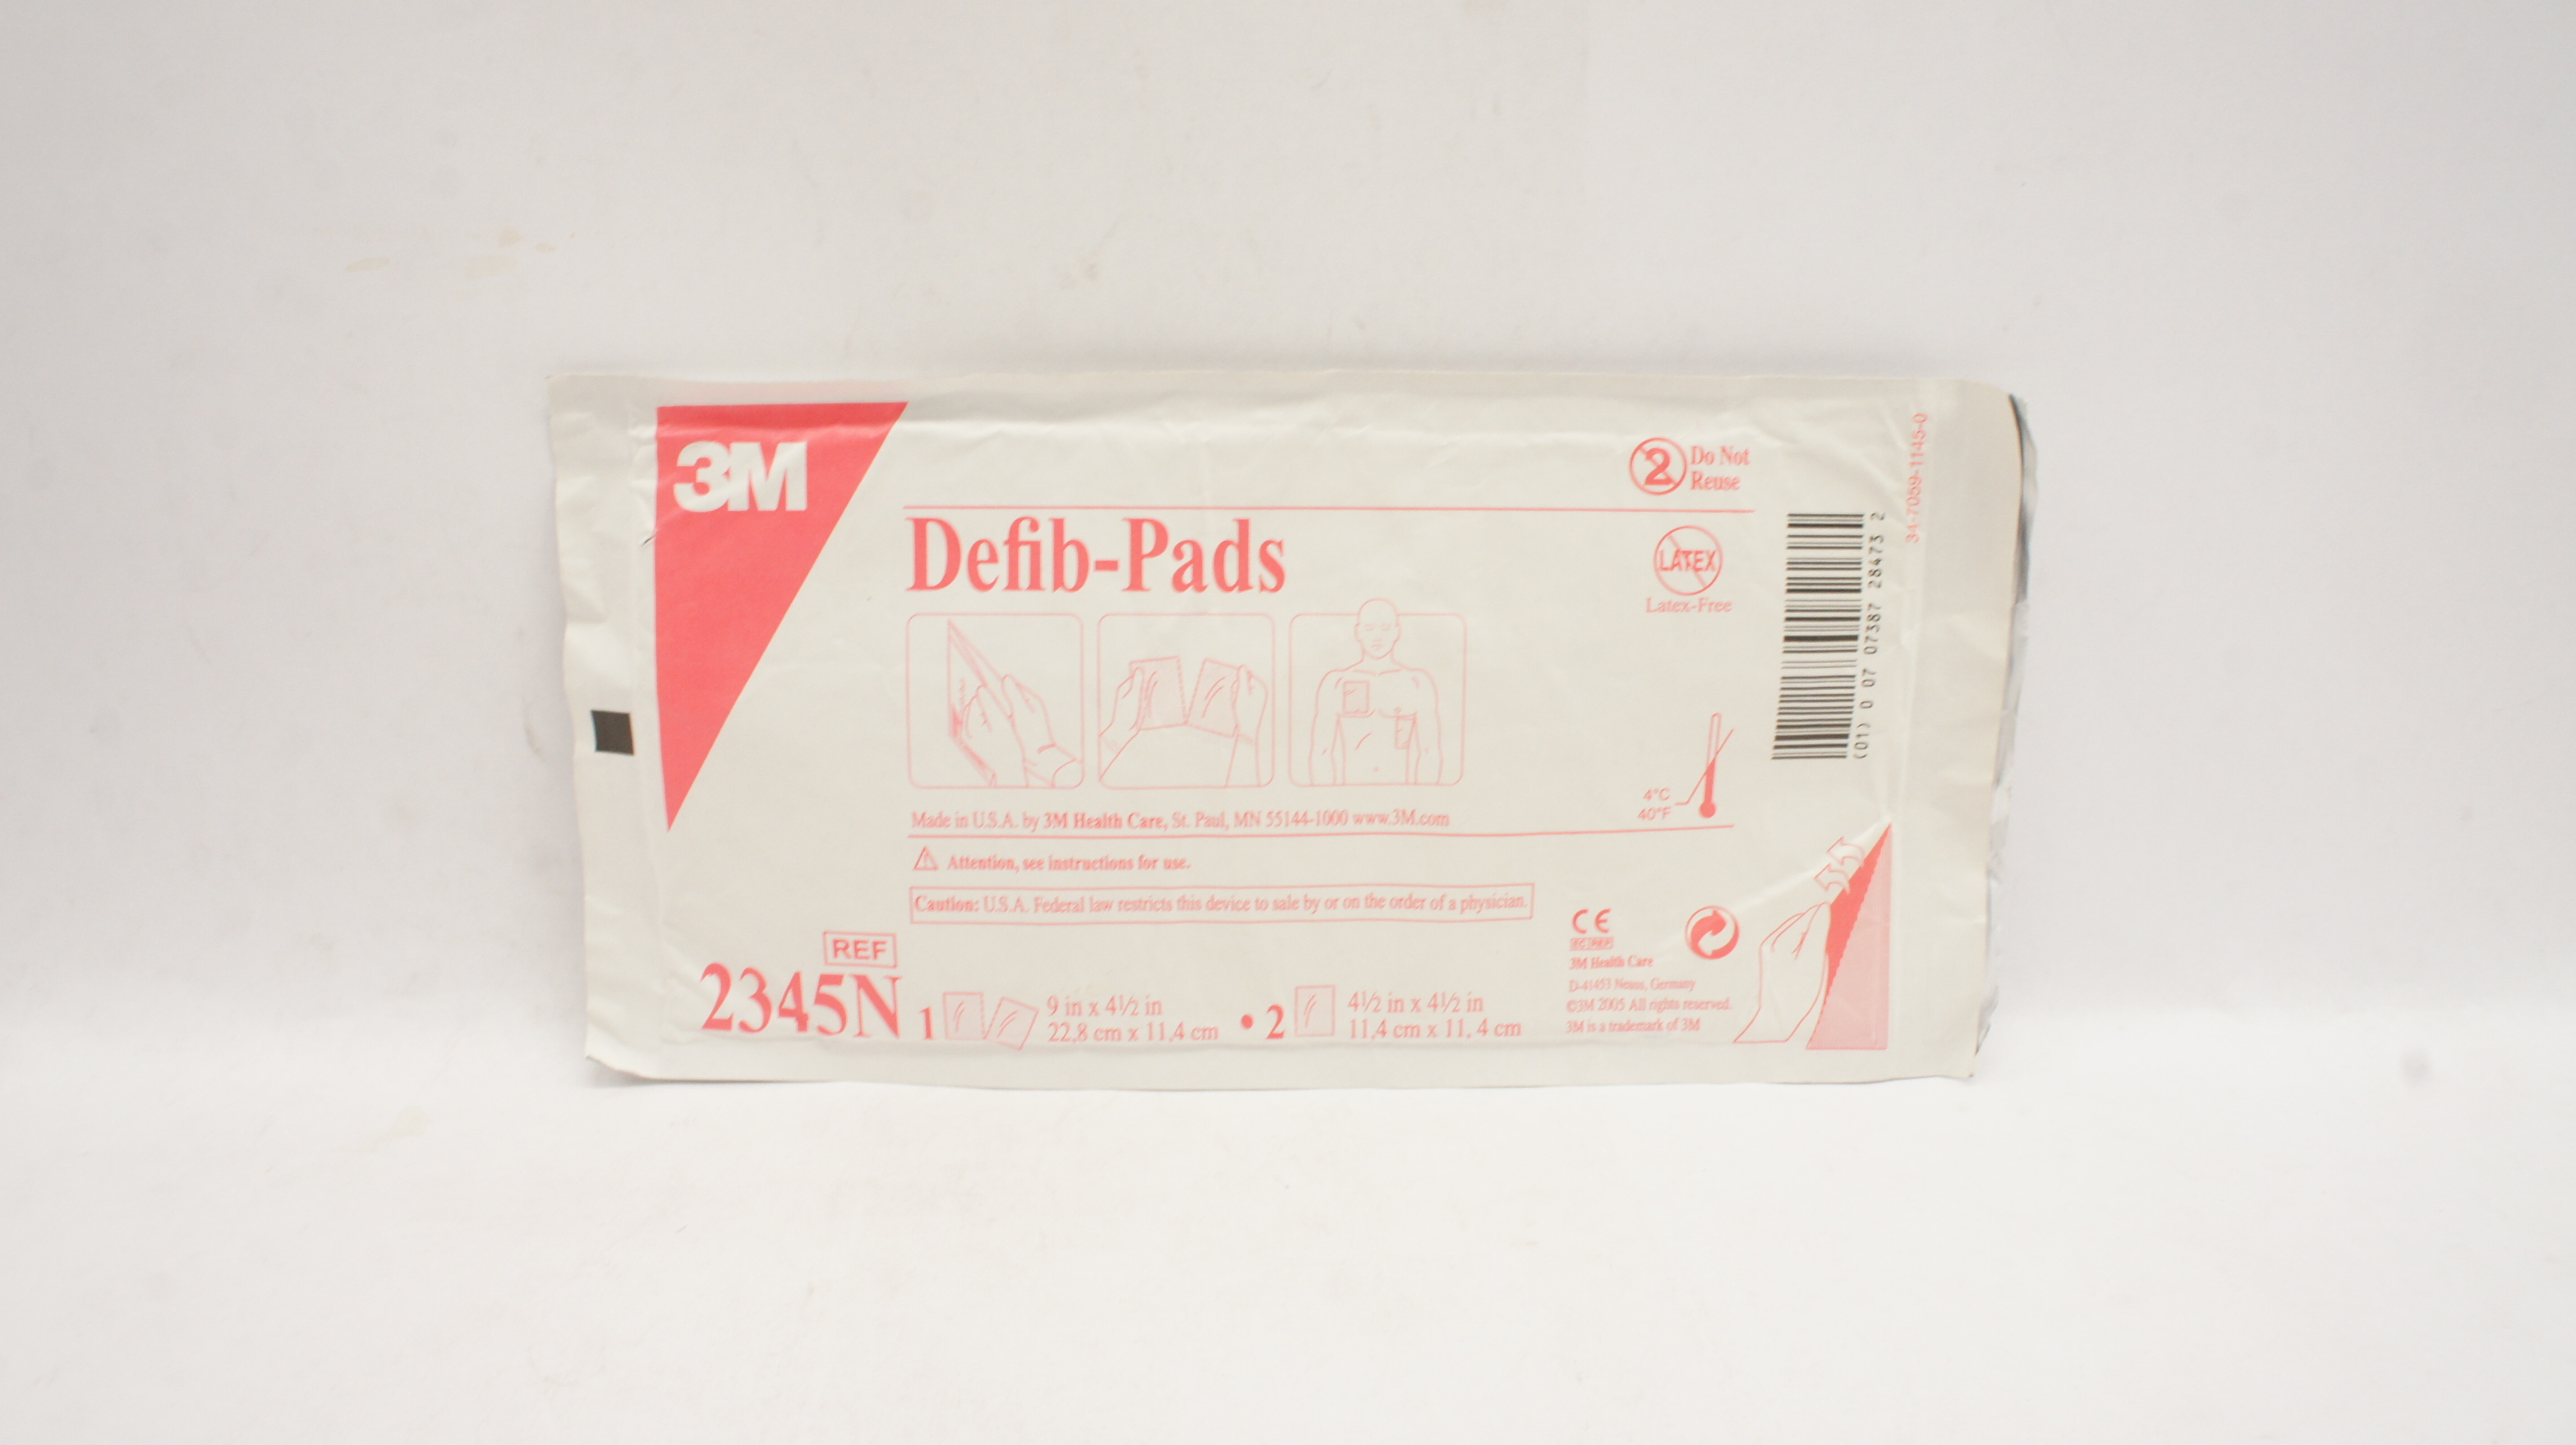 3M
Do Not
Reuse
2
Defib-Pads
LATEX
Latex-Free
34-7059-1145-0
(01) 0 07 07387 28473 2
4°C
40°F
Made in U.S.A. by 3M Health Care, St. Paul, MN 55144-1000 www.3M.com
Attention, see instructions for use.
Caution: U.S.A. Federal law restricts this device to sale by or on the order of a physician.
REF
2345N
1
9 in x 4½ in
22,8 cm x 11,4 cm
• 2
4½ in x 4½ in
11,4 cm x 11, 4 cm
CE
EC REP
3M Health Care
D-41453 Neuss, Germany
©3M 2005 All rights reserved.
3M is a trademark of 3M